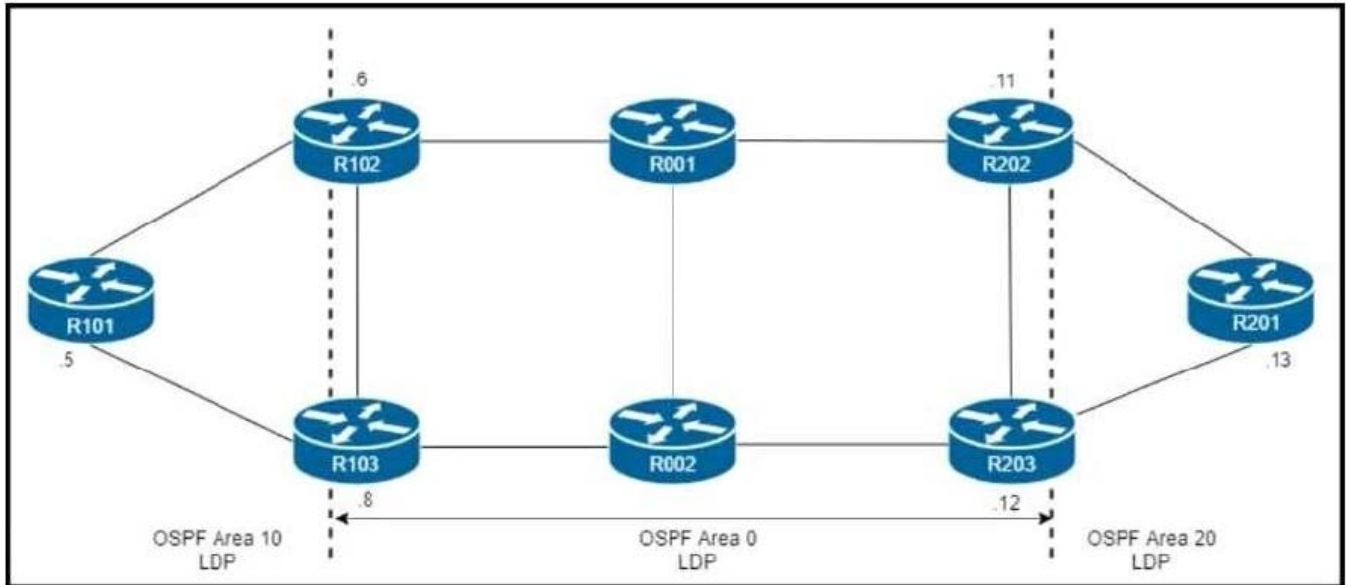 .6
.11
R102
R001
R202
R101
R201
.5
.13
R103
R002
R203
.8
.12
OSPF Area 10
LDP
OSPF Area 0
LDP
OSPF Area 20
LDP